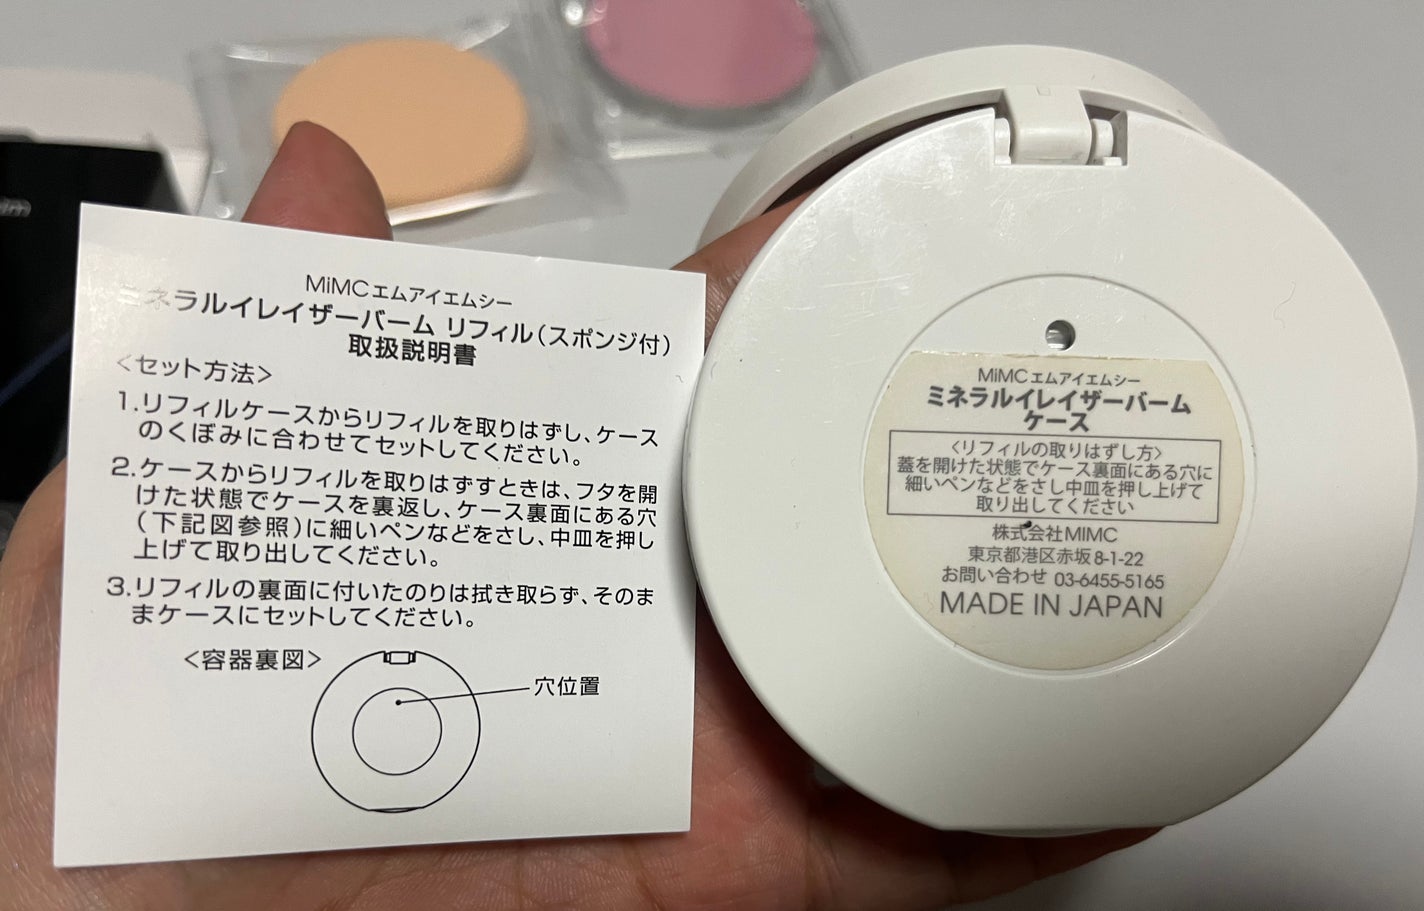 MiMCエムアイエムシー
ミネラルイレイザーバーム リフィル(スポンジ付)
取扱説明書
<セット方法>
1.リフィルケースからリフィルを取りはずし、ケース
のくぼみに合わせてセットしてください。
2.ケースからリフィルを取りはずすときは、フタを開
けた状態でケースを裏返し、ケース裏面にある穴
(下記図参照)に細いペンなどをさし、中皿を押し
上げて取り出してください。
3.リフィルの裏面に付いたのりは拭き取らず、そのま
まケースにセットしてください。
<容器裏図>
穴位置
MiMCエムアイエムシー
ミネラルイレイザーバーム
ケース
<リフィルの取りはずし方>
蓋を開けた状態でケース裏面にある穴に
細いペンなどをさし中皿を押し上げて
取り出してください
株式会社MIMC
東京都港区赤坂8-1-22
お問い合わせ 03-6455-5165
MADE IN JAPAN